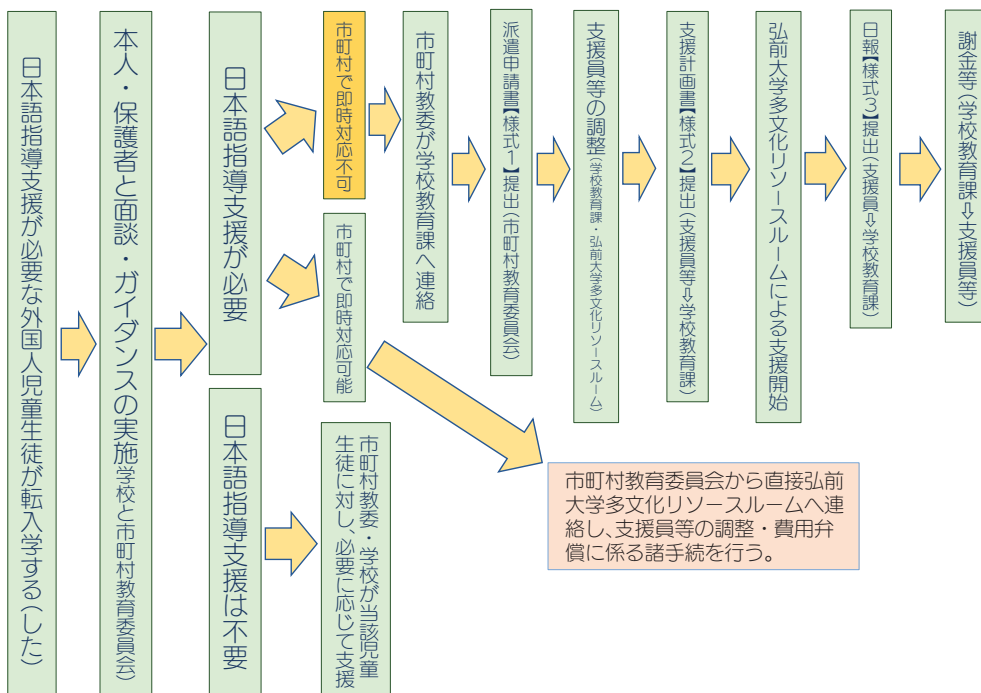 日本語指導支援が必要な外国人児童生徒が転入学する(した)
本人・保護者と面談・ガイダンスの実施学校と市町村教育委員会)
日本語指導支援が必要
市町村で即時対応不可
市町村教委が学校教育課へ連絡
派遣申請書【様式1】提出(市町村教育委員会)
支援員等の調整(学校教育課・弘前大学多文化リソースルーム)
支援計画書【様式2】提出(支援員等⇨学校教育課)
弘前大学多文化リソースルームによる支援開始
日報【様式3】提出(支援員⇨学校教育課)
謝金等(学校教育課⇨支援員等)
市町村で即時対応可能
市町村教育委員会から直接弘前
大学多文化リソースルームへ連
絡し、支援員等の調整・費用弁
償に係る諸手続を行う。
日本語指導支援は不要
市町村教委・学校が当該児童
生徒に対し、必要に応じて支援